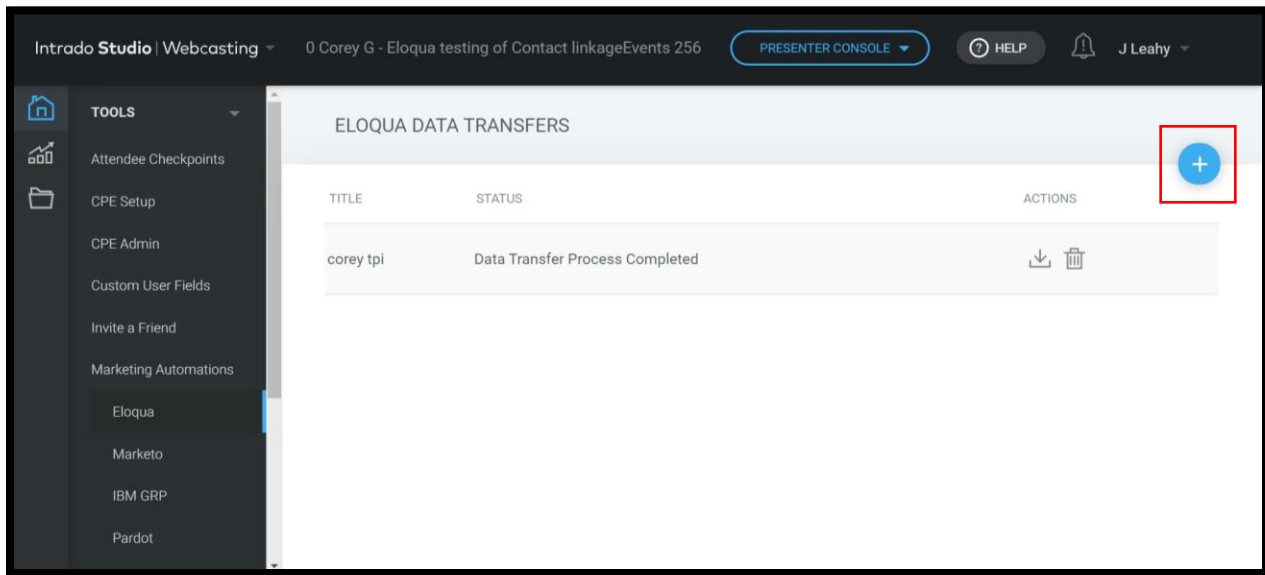 Intrado Studio | Webcasting
0 Corey G - Eloqua testing of Contact linkageEvents 256
PRESENTER CONSOLE
? HELP
J Leahy
TOOLS
Attendee Checkpoints
CPE Setup
CPE Admin
Custom User Fields
Invite a Friend
Marketing Automations
Eloqua
Marketo
IBM GRP
Pardot
ELOQUA DATA TRANSFERS
+
TITLE STATUS ACTIONS
corey tpi Data Transfer Process Completed